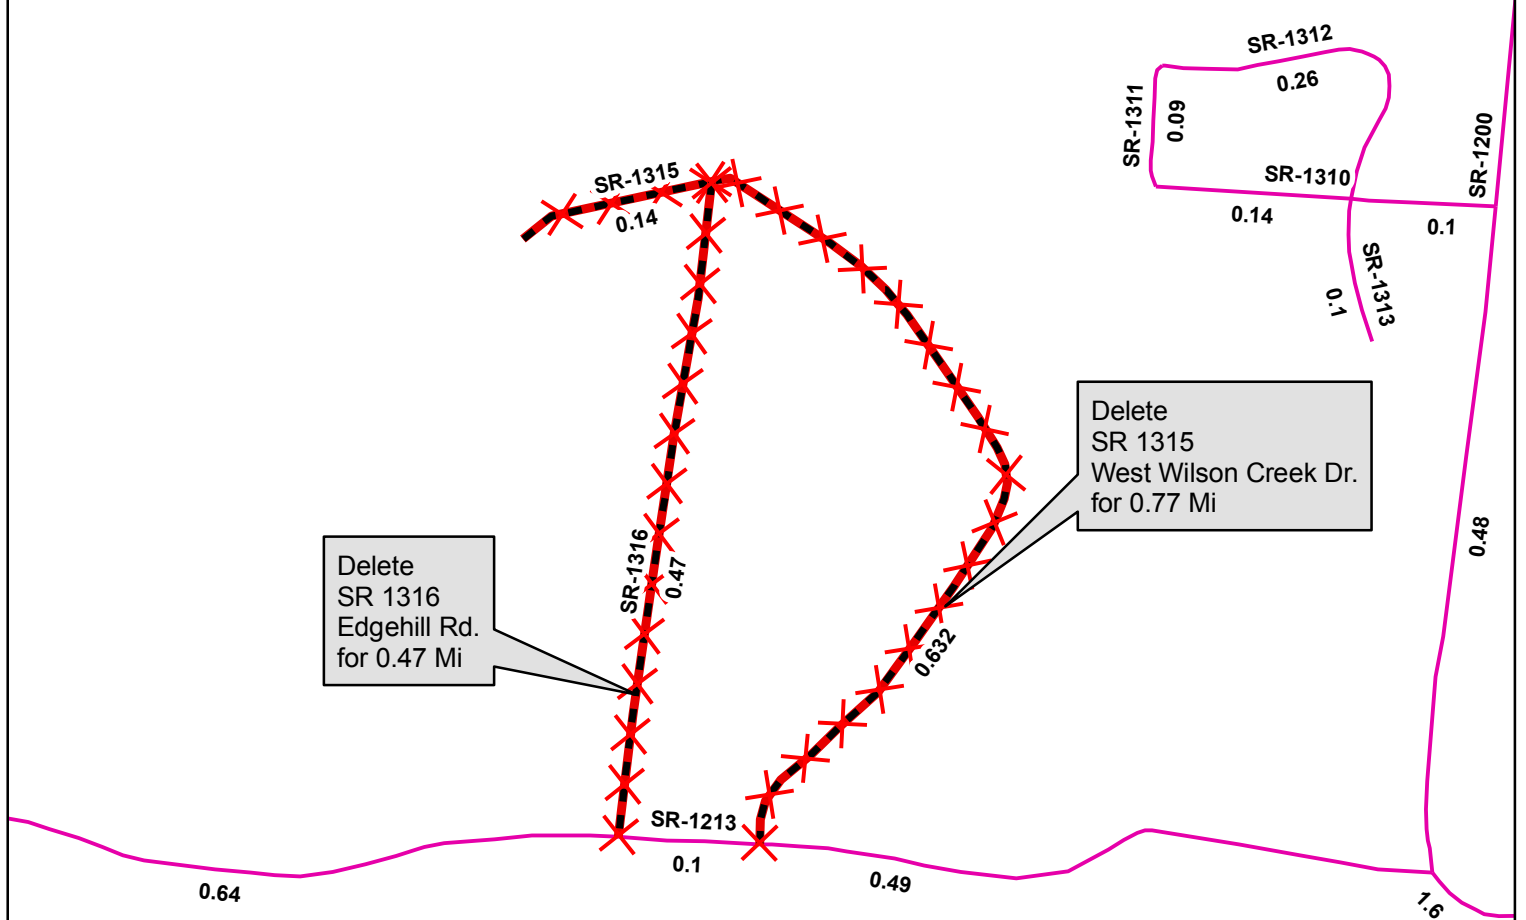 SR-1312
0.26
SR-1311
0.09
SR-1200
SR-1310
0.14
0.1
SR-1313
0.1
SR-1315
0.14
Delete
SR 1315
West Wilson Creek Dr.
for 0.77 Mi
0.48
Delete
SR 1316
Edgehill Rd.
for 0.47 Mi
SR-1316
0.47
0.632
SR-1213
0.1
0.64
0.49
1.6